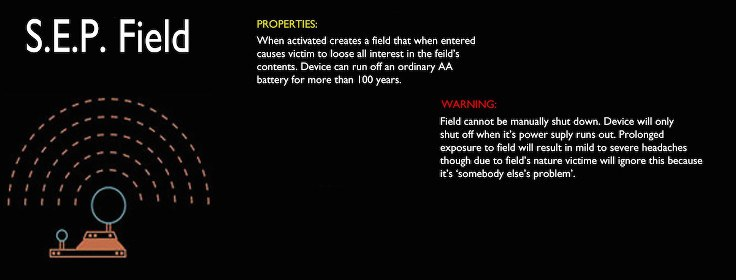 S.E.P. Field
PROPERTIES:
When activated creates a field that when entered
causes victim to loose all interest in the feild's
contents. Device can run off an ordinary AA
battery for more than 100 years.
WARNING:
Field cannot be manually shut down. Device will only
shut off when it's power suply runs out. Prolonged
exposure to field will result in mild to severe headaches
though due to field's nature victime will ignore this because
it's 'somebody else's problem'.